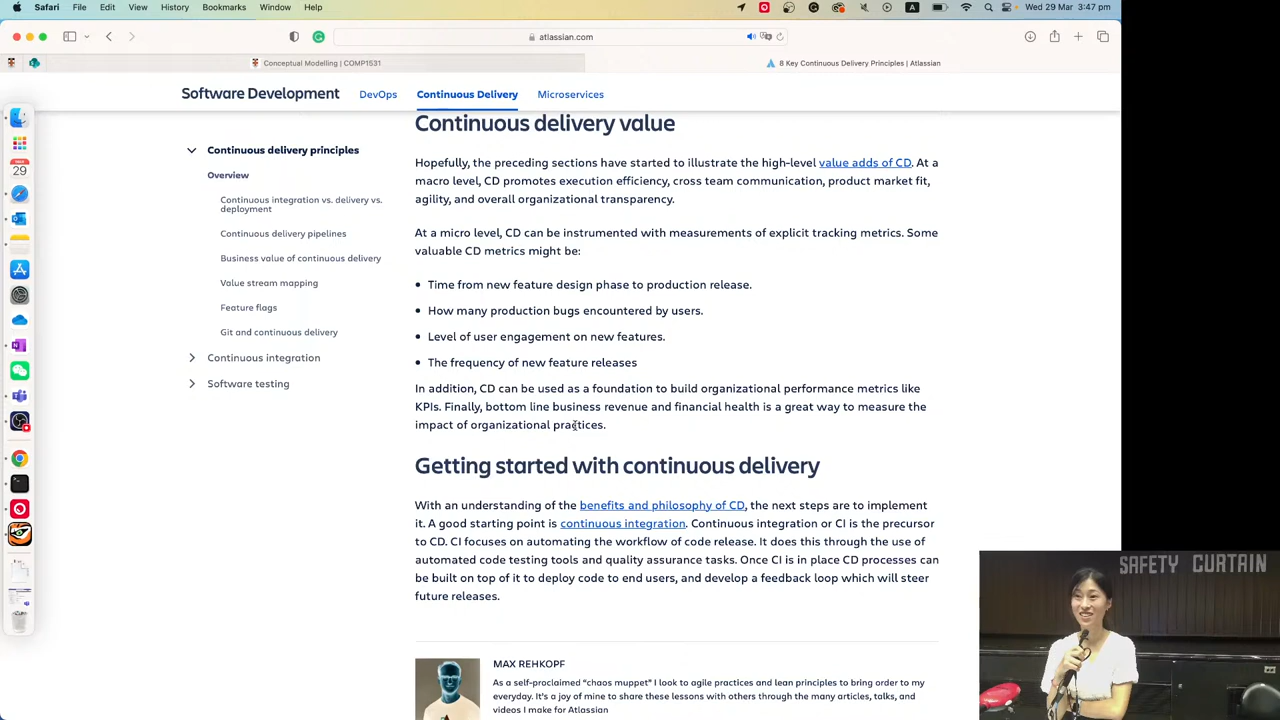 Safari File Edit View History Bookmarks Window Help
A
Wed 29 Mar 3:47 pm
atlassian.com
Conceptual Modelling | COMP1531
8 Key Continuous Delivery Principles | Atlassian
Software Development DevOps Continuous Delivery Microservices
Continuous delivery principles
Overview
Continuous integration vs. delivery vs.
deployment
Continuous delivery pipelines
Business value of continuous delivery
Value stream mapping
Feature flags
Git and continuous delivery
Continuous integration
Software testing
29
Continuous delivery value
Hopefully, the preceding sections have started to illustrate the high-level value adds of CD. At a
macro level, CD promotes execution efficiency, cross team communication, product market fit,
agility, and overall organizational transparency.
At a micro level, CD can be instrumented with measurements of explicit tracking metrics. Some
valuable CD metrics might be:
Time from new feature design phase to production release.
How many production bugs encountered by users.
Level of user engagement on new features.
The frequency of new feature releases
In addition, CD can be used as a foundation to build organizational performance metrics like
KPIs. Finally, bottom line business revenue and financial health is a great way to measure the
impact of organizational practices.
Getting started with continuous delivery
With an understanding of the benefits and philosophy of CD, the next steps are to implement
it. A good starting point is continuous integration. Continuous integration or CI is the precursor
to CD. CI focuses on automating the workflow of code release. It does this through the use of
automated code testing tools and quality assurance tasks. Once CI is in place CD processes can
be built on top of it to deploy code to end users, and develop a feedback loop which will steer
future releases.
MAX REHKOPF
As a self-proclaimed “chaos muppet” I look to agile practices and lean principles to bring order to my
everyday. It's a joy of mine to share these lessons with others through the many articles, talks, and
videos I make for Atlassian
SAFETY CURTAIN